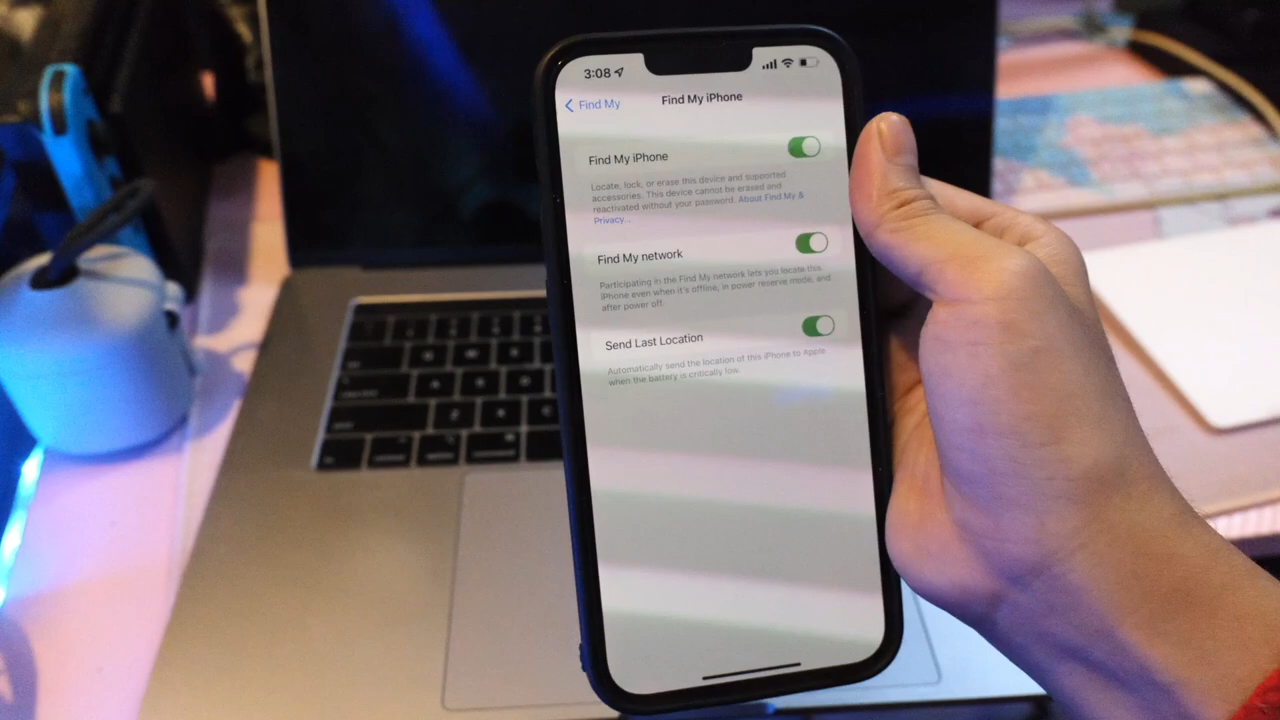 3:08
Find My
Find My iPhone
Find My iPhone
Locate, lock, or erase this device and supported
accessories. This device cannot be erased and
reactivated without your password. About Find My &
Privacy...
Find My network
Participating in the Find My network lets you locate this
iPhone even when it's offline, in power reserve mode, and
after power off.
Send Last Location
Automatically send the location of this iPhone to Apple
when the battery is critically low.